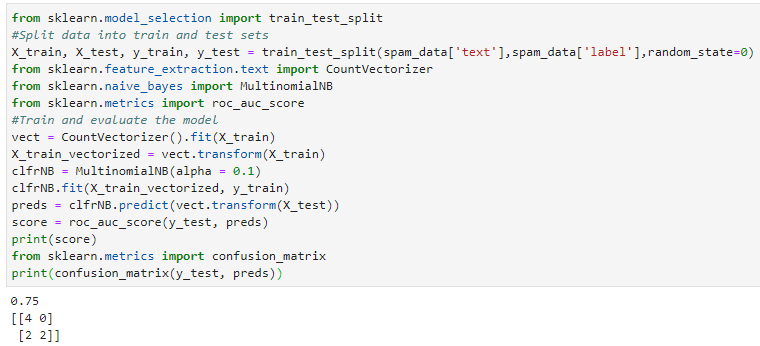 from sklearn.model_selection import train_test_split
#Split data into train and test sets
X_train, X_test, y_train, y_test = train_test_split(spam_data['text'],spam_data['label'],random_state=0)
from sklearn.feature_extraction.text import CountVectorizer
from sklearn.naive_bayes import MultinomialNB
from sklearn.metrics import roc_auc_score
#Train and evaluate the model
vect = CountVectorizer().fit(X_train)
X_train_vectorized = vect.transform(X_train)
clfrNB = MultinomialNB(alpha = 0.1)
clfrNB.fit(X_train_vectorized, y_train)
preds = clfrNB.predict(vect.transform(X_test))
score = roc_auc_score(y_test, preds)
print(score)
from sklearn.metrics import confusion_matrix
print(confusion_matrix(y_test, preds))
0.75
[[4 0]
 [2 2]]